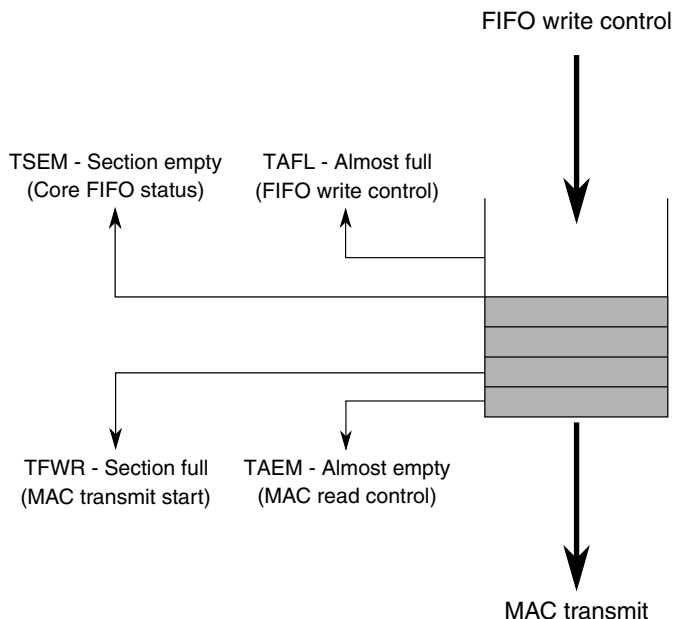 FIFO write control
TSEM - Section empty
(Core FIFO status)
TAFL - Almost full
(FIFO write control)
TFWR - Section full
(MAC transmit start)
TAEM - Almost empty
(MAC read control)
MAC transmit